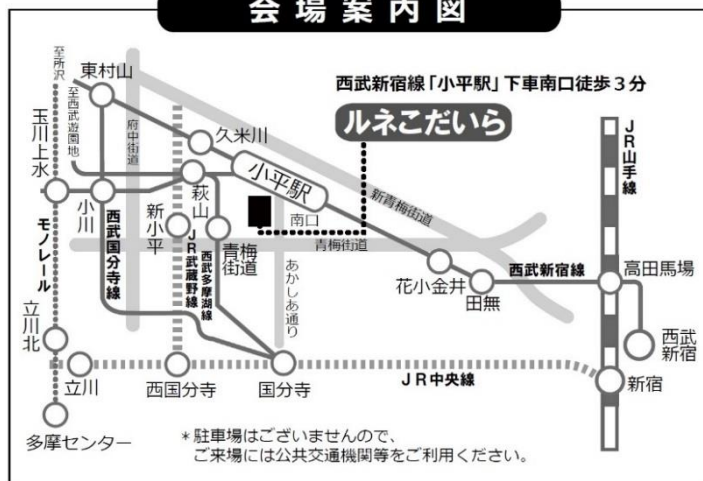 会場案内図
西武新宿線「小平駅」下車南口徒歩3分
ルネこだいら
至所沢
東村山
至西武遊園地
玉川上水
府中街道
久米川
小平駅
新青梅街道
JR山手線
小川
萩山
新小平
南口
青梅街道
青梅
街道
モノレール
西武国分寺線
JR武蔵野線
西武多摩湖線
あかしあ通り
花小金井
田無
西武新宿線
高田馬場
西武
新宿
立川北
立川
西国分寺
国分寺
JR中央線
新宿
多摩センター
*駐車場はございませんので、
ご来場には公共交通機関等をご利用ください。